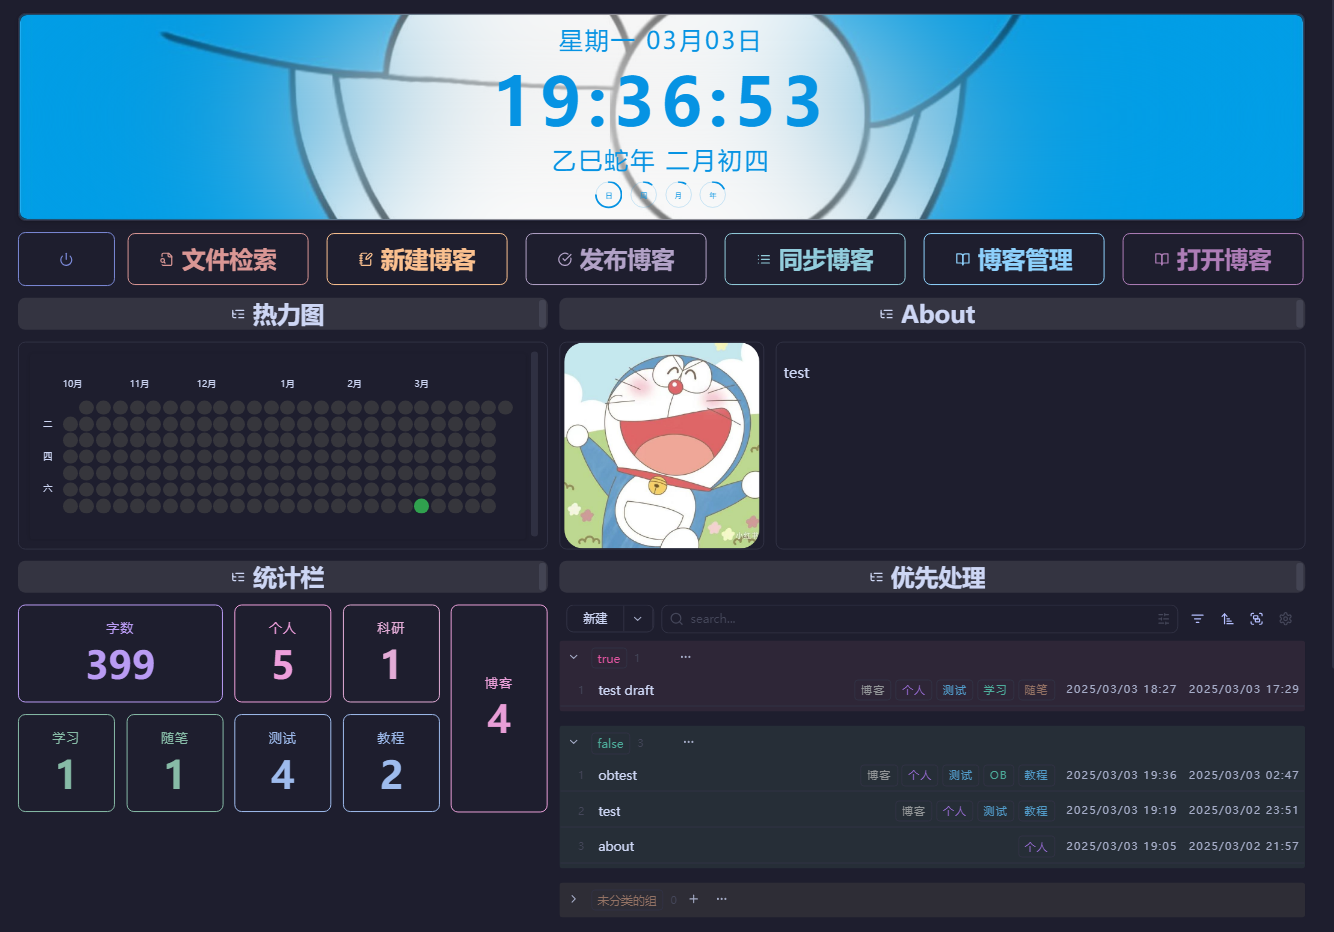 星期一 03月03日
19:36:53
乙巳蛇年 二月初四
日 周 月 年
文件检索 新建博客 发布博客 同步博客 博客管理 打开博客
热力图
10月 11月 12月 1月 2月 3月
二
四
六
About
test
统计栏
字数
399
个人
5
科研
1
博客
4
学习
1
随笔
1
测试
4
教程
2
优先处理
新建 search...
true 1 ...
1 test draft 博客 个人 测试 学习 随笔 2025/03/03 18:27 2025/03/03 17:29
false 3 ...
1 obtest 博客 个人 测试 OB 教程 2025/03/03 19:36 2025/03/03 02:47
2 test 博客 个人 测试 教程 2025/03/03 19:19 2025/03/02 23:51
3 about 个人 2025/03/03 19:05 2025/03/02 21:57
未分类的组 0 + ...